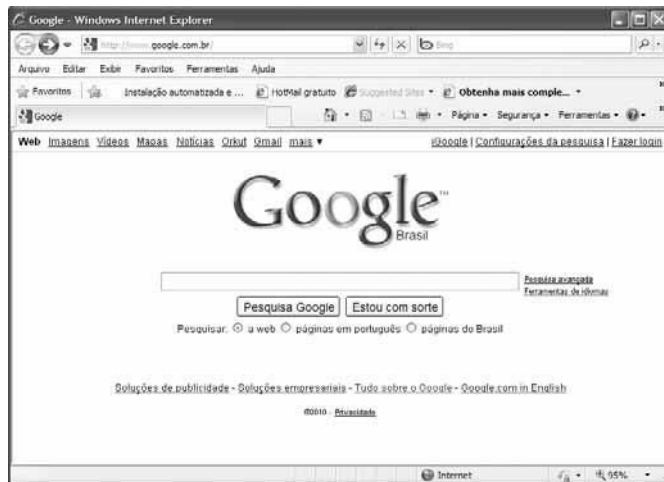 Google - Windows Internet Explorer
http://www.google.com.br/
Bing
Arquivo Editar Exibir Favoritos Ferramentas Ajuda
Favoritos Instalação automatizada e ... HotMail gratuito Suggested Sites Obtenha mais comple...
Google Página Segurança Ferramentas
Web Imagens Vídeos Mapas Notícias Orkut Gmail mais ▼ iGoogle | Configurações da pesquisa | Fazer login
Google™
Brasil
Pesquisa avançada
Ferramentas de idiomas
Pesquisa Google Estou com sorte
Pesquisar: a web páginas em português páginas do Brasil
Soluções de publicidade - Soluções empresariais - Tudo sobre o Google - Google.com in English
©2010 - Privacidade
Internet 95%